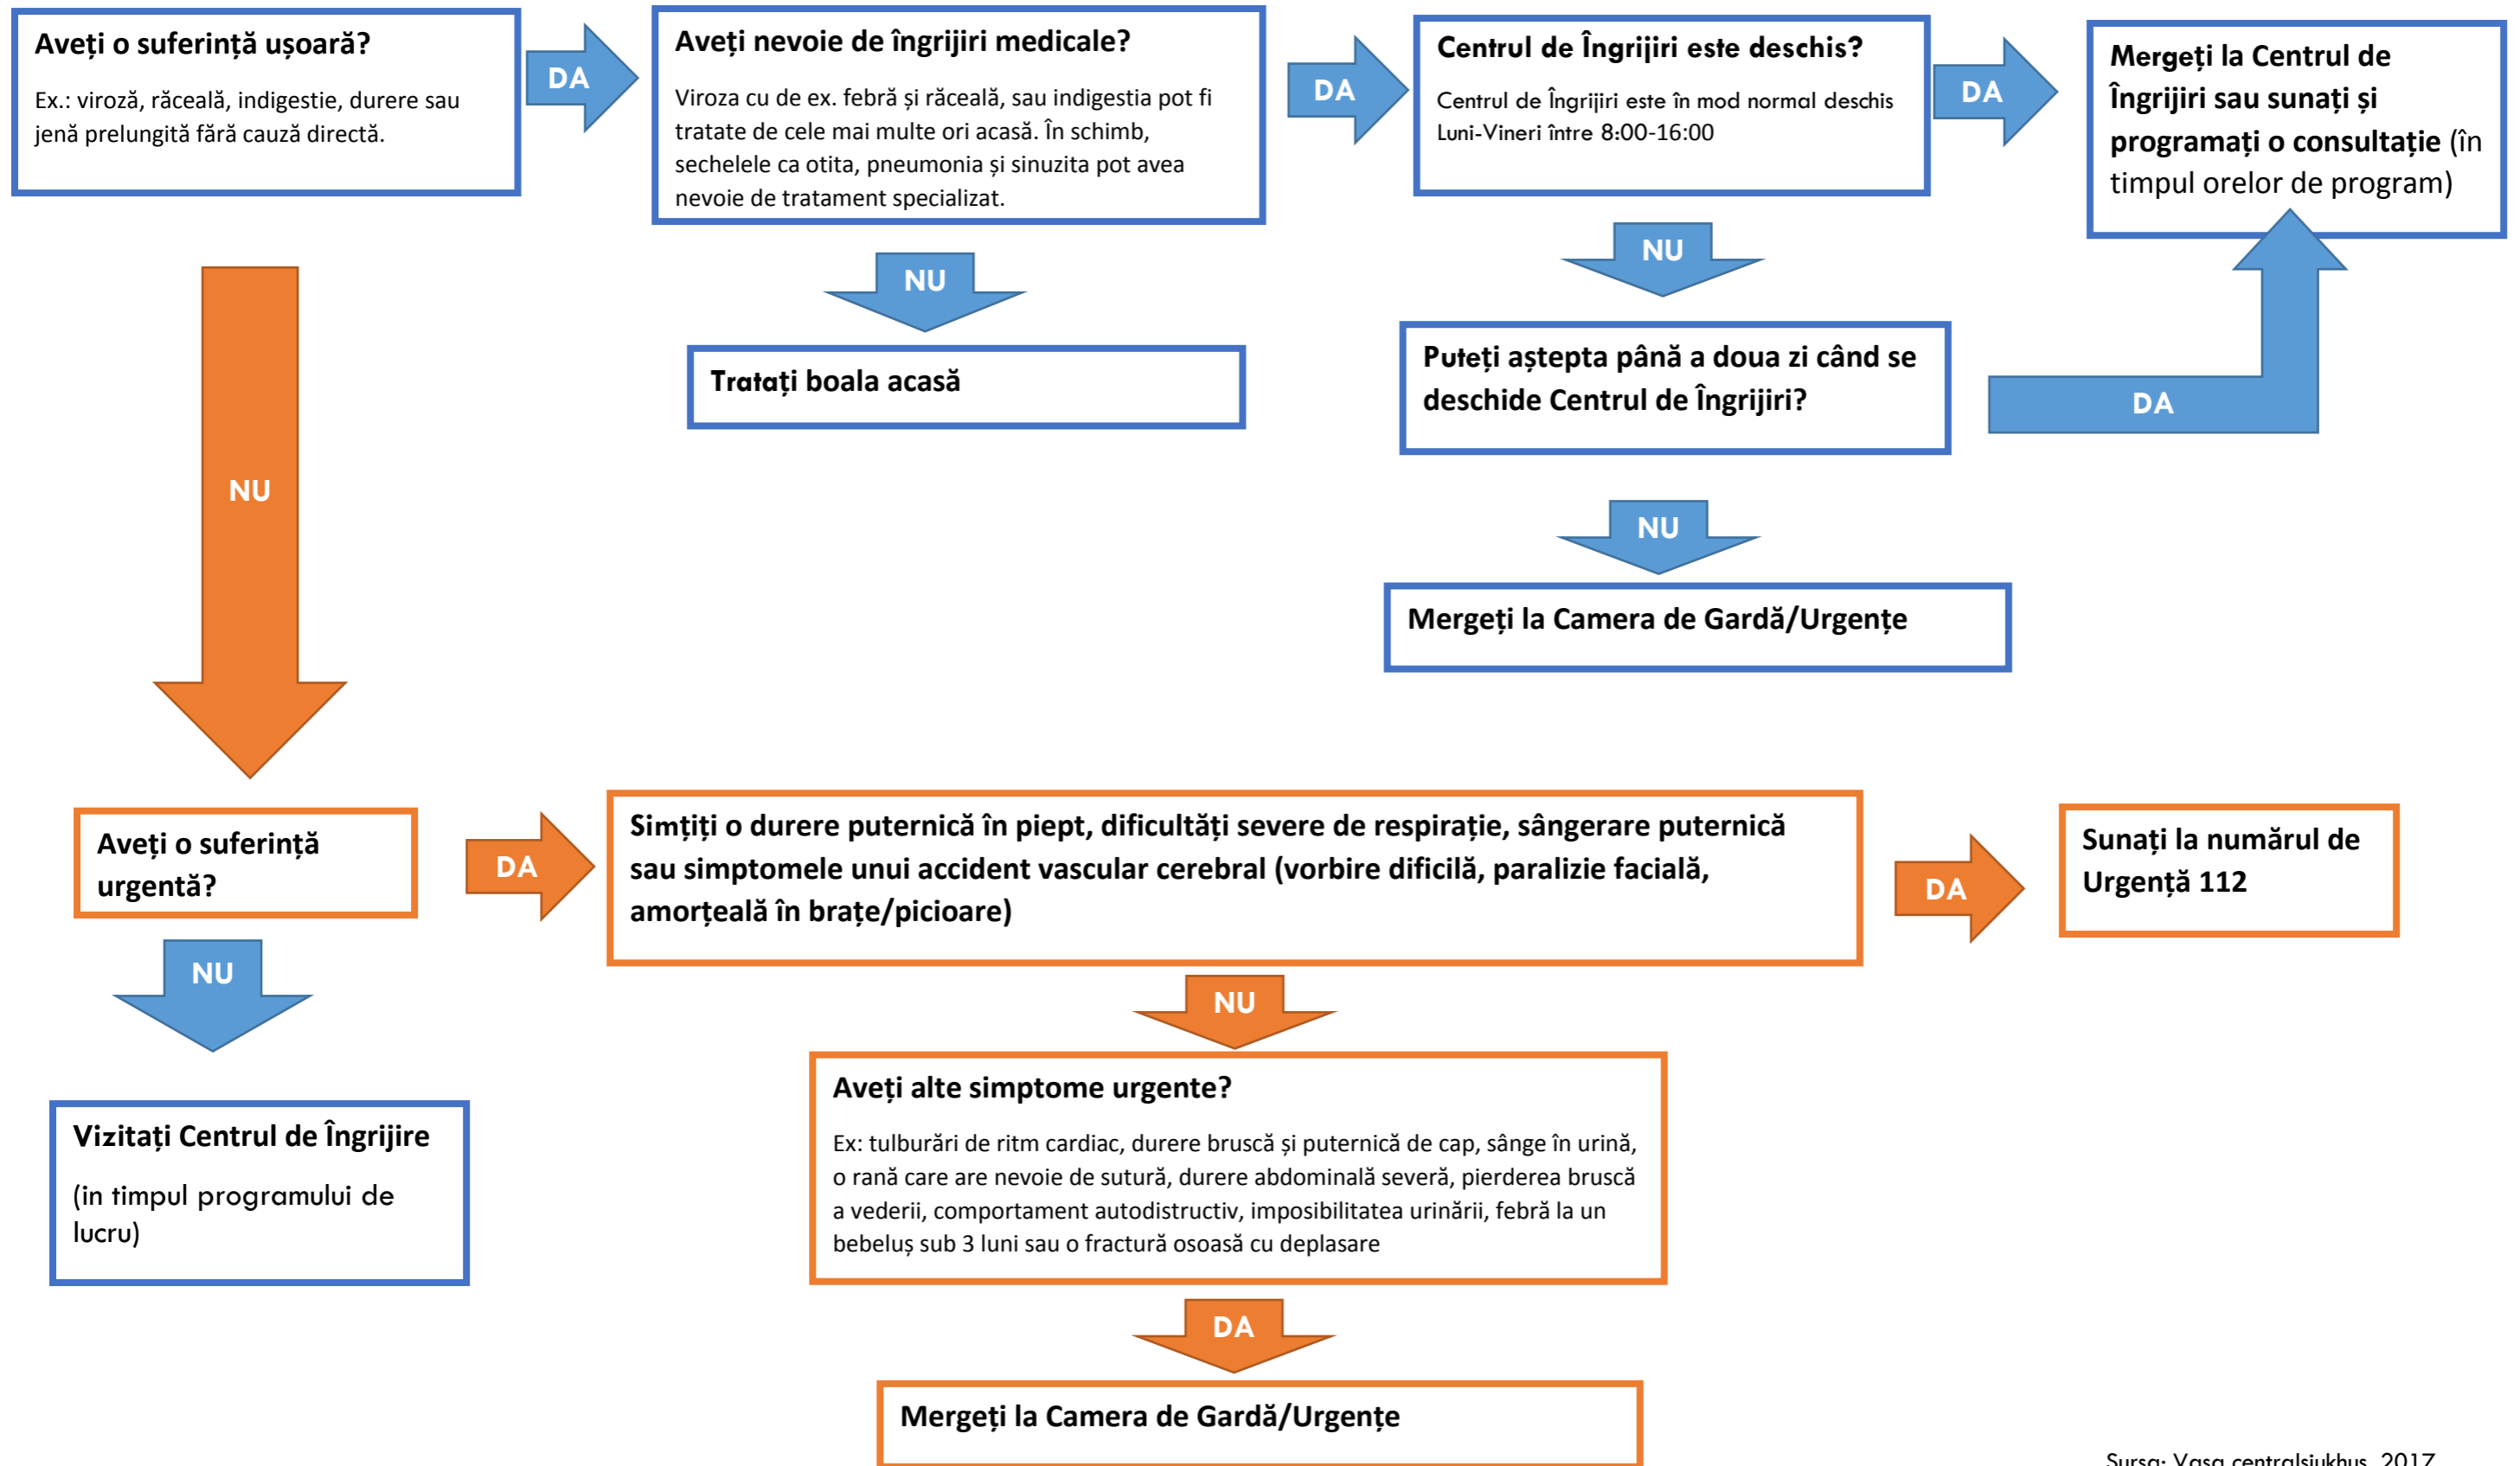 Aveți o suferință ușoară?
Ex.: viroză, răceală, indigestie, durere sau
jenă prelungită fără cauză directă.
DA
Aveți nevoie de îngrijiri medicale?
Viroza cu de ex. febră și răceală, sau indigestia pot fi
tratate de cele mai multe ori acasă. În schimb,
sechelele ca otita, pneumonia și sinuzita pot avea
nevoie de tratament specializat.
DA
Centrul de Îngrijiri este deschis?
Centrul de Îngrijiri este în mod normal deschis
Luni-Vineri între 8:00-16:00
DA
Mergeți la Centrul de
Îngrijiri sau sunați și
programați o consultație (în
timpul orelor de program)
NU
NU
NU
Tratați boala acasă
Puteți aștepta până a doua zi când se
deschide Centrul de Îngrijiri?
DA
NU
Mergeți la Camera de Gardă/Urgențe
Aveți o suferință
urgentă?
DA
Simțiți o durere puternică în piept, dificultăți severe de respirație, sângerare puternică
sau simptomele unui accident vascular cerebral (vorbire dificilă, paralizie facială,
amorțeală în brațe/picioare)
DA
Sunați la numărul de
Urgență 112
NU
NU
Vizitați Centrul de Îngrijire
(in timpul programului de
lucru)
Aveți alte simptome urgente?
Ex: tulburări de ritm cardiac, durere bruscă și puternică de cap, sânge în urină,
o rană care are nevoie de sutură, durere abdominală severă, pierderea bruscă
a vederii, comportament autodistructiv, imposibilitatea urinării, febră la un
bebeluș sub 3 luni sau o fractură osoasă cu deplasare
DA
Mergeți la Camera de Gardă/Urgențe
Sursa: Vasa centralsjukhus, 2017